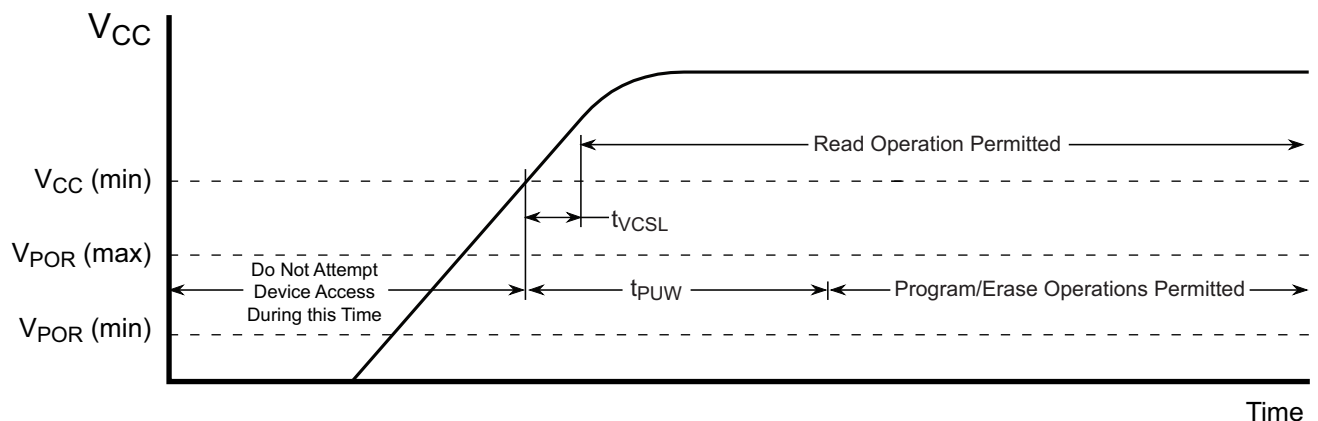 VCC
Read Operation Permitted
VCC (min)
tVCSL
VPOR (max)
Do Not Attempt
Device Access
During this Time
tPUW
Program/Erase Operations Permitted
VPOR (min)
Time